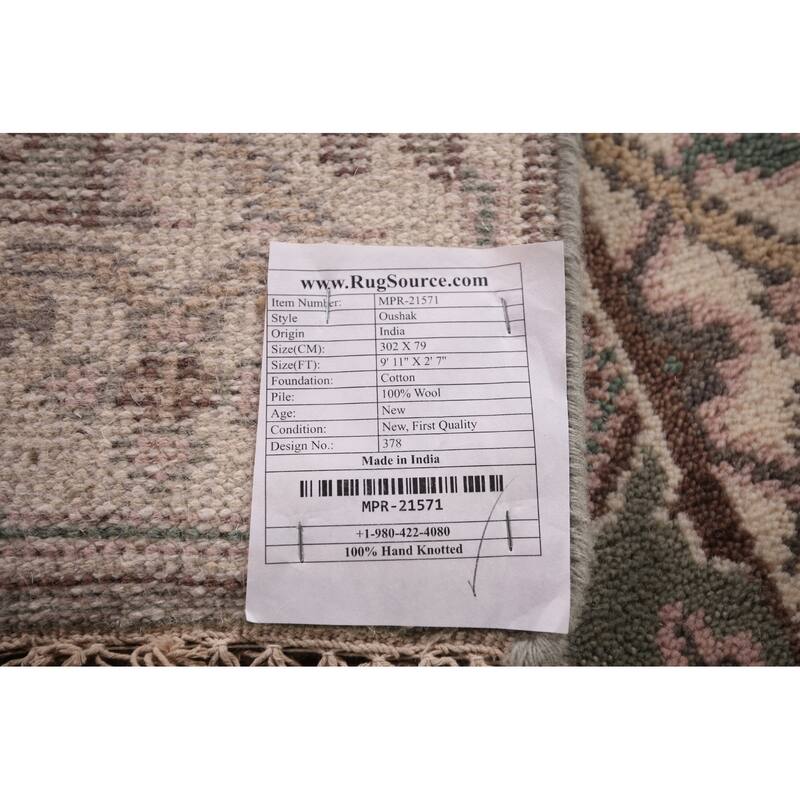 www.RugSource.com
Item Number: MPR-21571
Style Oushak
Origin India
Size(CM): 302 X 79
Size(FT): 9' 11" X 2' 7"
Foundation: Cotton
Pile: 100% Wool
Age: New
Condition: New, First Quality
Design No.: 378
Made in India
MPR-21571
+1-980-422-4080
100% Hand Knotted